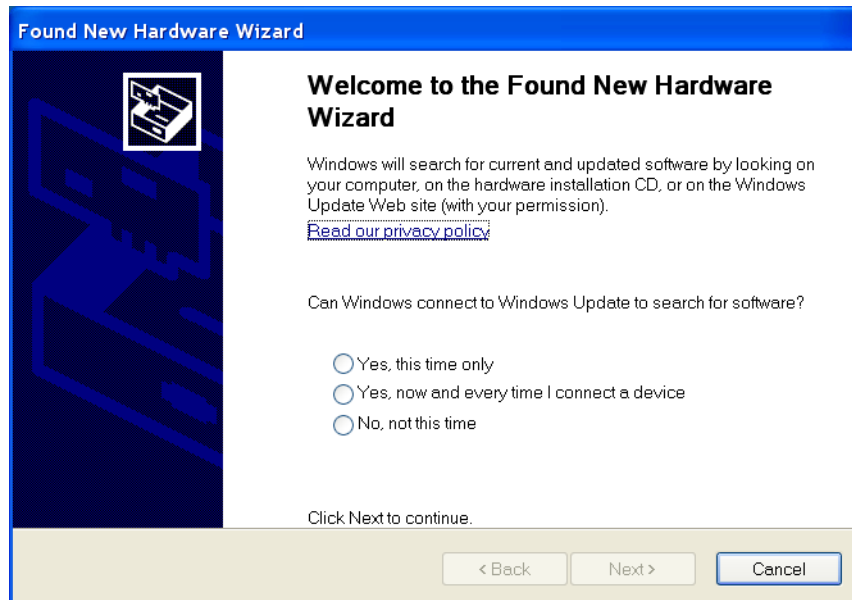 Found New Hardware Wizard
Welcome to the Found New Hardware
Wizard
Windows will search for current and updated software by looking on
your computer, on the hardware installation CD, or on the Windows
Update Web site (with your permission).
Read our privacy policy
Can Windows connect to Windows Update to search for software?
Yes, this time only
Yes, now and every time I connect a device
No, not this time
Click Next to continue.
< Back Next > Cancel